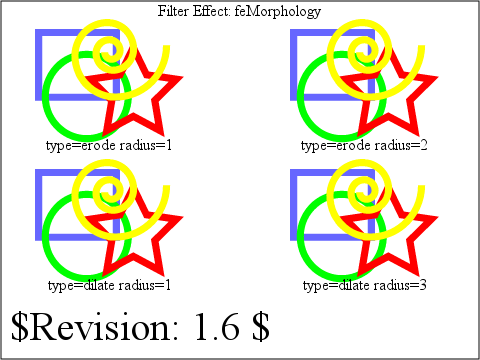 Filter Effect: feMorphology
type=erode radius=1
type=erode radius=2
type=dilate radius=1
type=dilate radius=3
$Revision: 1.6 $